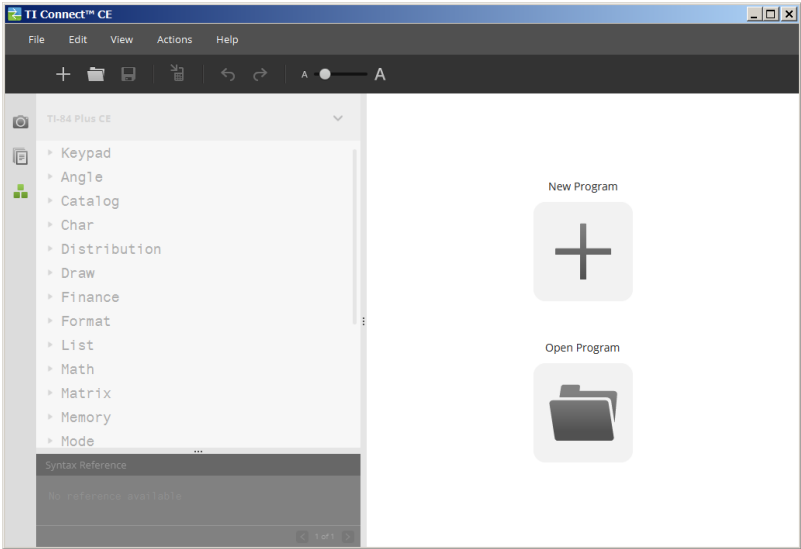 TI Connect™ CE
File Edit View Actions Help
A A
TI-84 Plus CE
Keypad
Angle
Catalog
Char
Distribution
Draw
Finance
Format
List
Math
Matrix
Memory
Mode
Syntax Reference
No reference available
1 of 1
New Program
Open Program